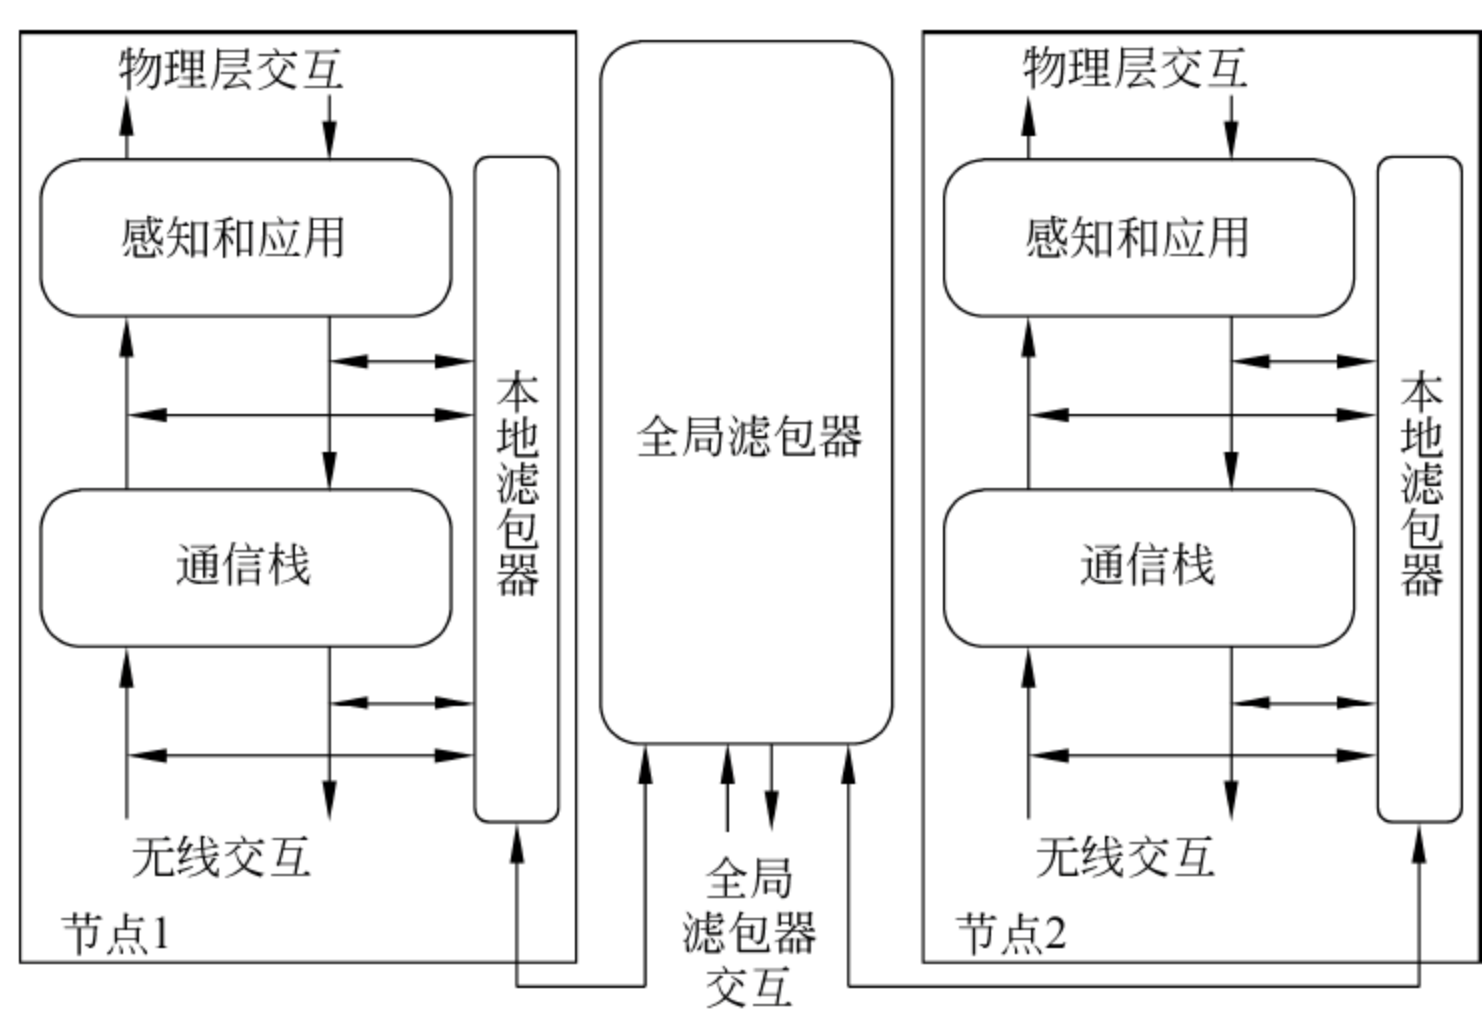 物理层交互
感知和应用
本地滤包器
通信栈
无线交互
节点1
全局滤包器
全局
滤包器
交互
物理层交互
感知和应用
本地滤包器
通信栈
无线交互
节点2